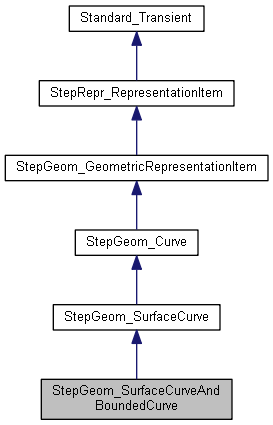 Standard_Transient
StepRepr_RepresentationItem
StepGeom_GeometricRepresentationItem
StepGeom_Curve
StepGeom_SurfaceCurve
StepGeom_SurfaceCurveAnd
BoundedCurve